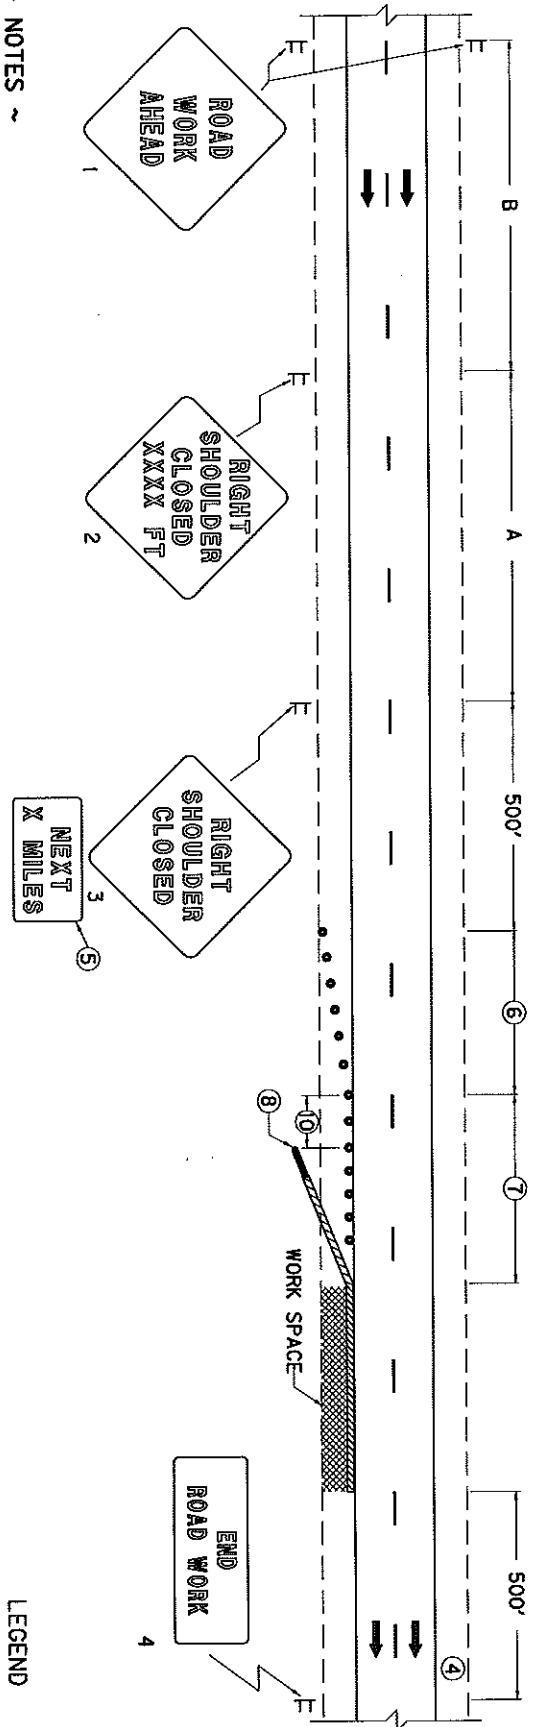 B
A
500'
6
7
500'
4
ROAD
WORK
AHEAD
1
RIGHT
SHOULDER
CLOSED
XXXX FT
2
RIGHT
SHOULDER
CLOSED
3
NEXT
X MILES
5
8
10
WORK SPACE
END
ROAD WORK
4
NOTES ~
LEGEND